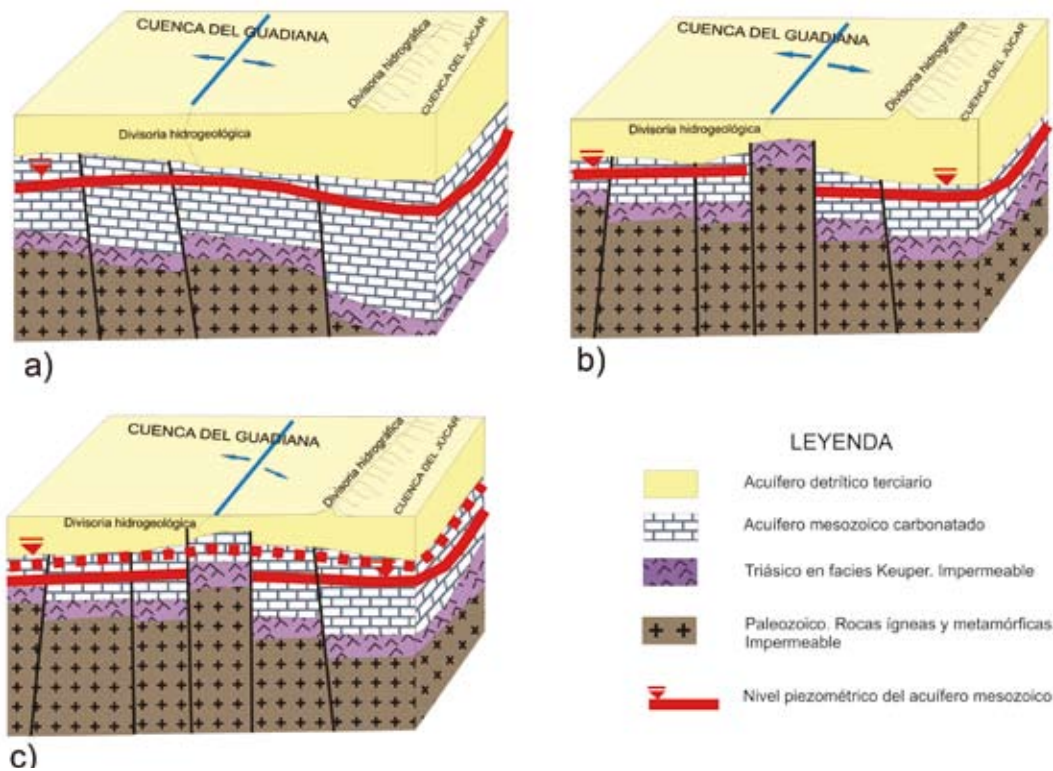 CUENCA DEL GUADIANA
Divisoria hidrográfica
CUENCA DEL JÚCAR
Divisoria hidrogeológica
a)
CUENCA DEL GUADIANA
Divisoria hidrográfica
CUENCA DEL JÚCAR
Divisoria hidrogeológica
b)
CUENCA DEL GUADIANA
Divisoria hidrográfica
CUENCA DEL JÚCAR
Divisoria hidrogeológica
c)
LEYENDA
Acuífero detrítico terciario
Acuífero mesozoico carbonatado
Triásico en facies Keuper. Impermeable
Paleozoico. Rocas ígneas y metamórficas
Impermeable
Nivel piezométrico del acuífero mesozoico